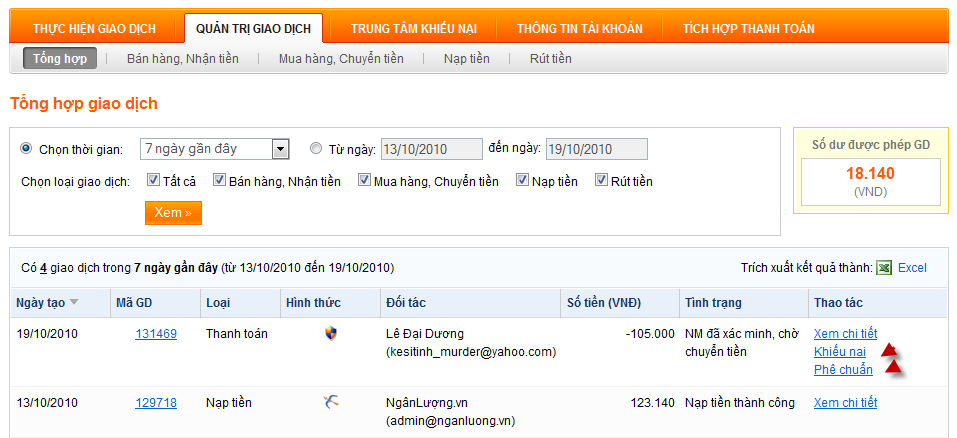 THỰC HIỆN GIAO DỊCH QUẢN TRỊ GIAO DỊCH TRUNG TÂM KHIẾU NẠI THÔNG TIN TÀI KHOẢN TÍCH HỢP THANH TOÁN
Tổng hợp | Bán hàng, Nhận tiền | Mua hàng, Chuyển tiền | Nạp tiền | Rút tiền
Tổng hợp giao dịch
Chọn thời gian: 7 ngày gần đây Từ ngày: 13/10/2010 đến ngày: 19/10/2010
Chọn loại giao dịch: Tất cả Bán hàng, Nhận tiền Mua hàng, Chuyển tiền Nạp tiền Rút tiền
Xem »
Số dư được phép GD
18.140
(VND)
Có 4 giao dịch trong 7 ngày gần đây (từ 13/10/2010 đến 19/10/2010) Trích xuất kết quả thành: Excel
Ngày tạo Mã GD Loại Hình thức Đối tác Số tiền (VNĐ) Tình trạng Thao tác
19/10/2010 131469 Thanh toán Lê Đại Dương -105.000 NM đã xác minh, chờ Xem chi tiết
(kesitinh_murder@yahoo.com) chuyển tiền Khiếu nại
Phê chuẩn
13/10/2010 129718 Nạp tiền NgânLượng.vn 123.140 Nạp tiền thành công Xem chi tiết
(admin@nganluong.vn)